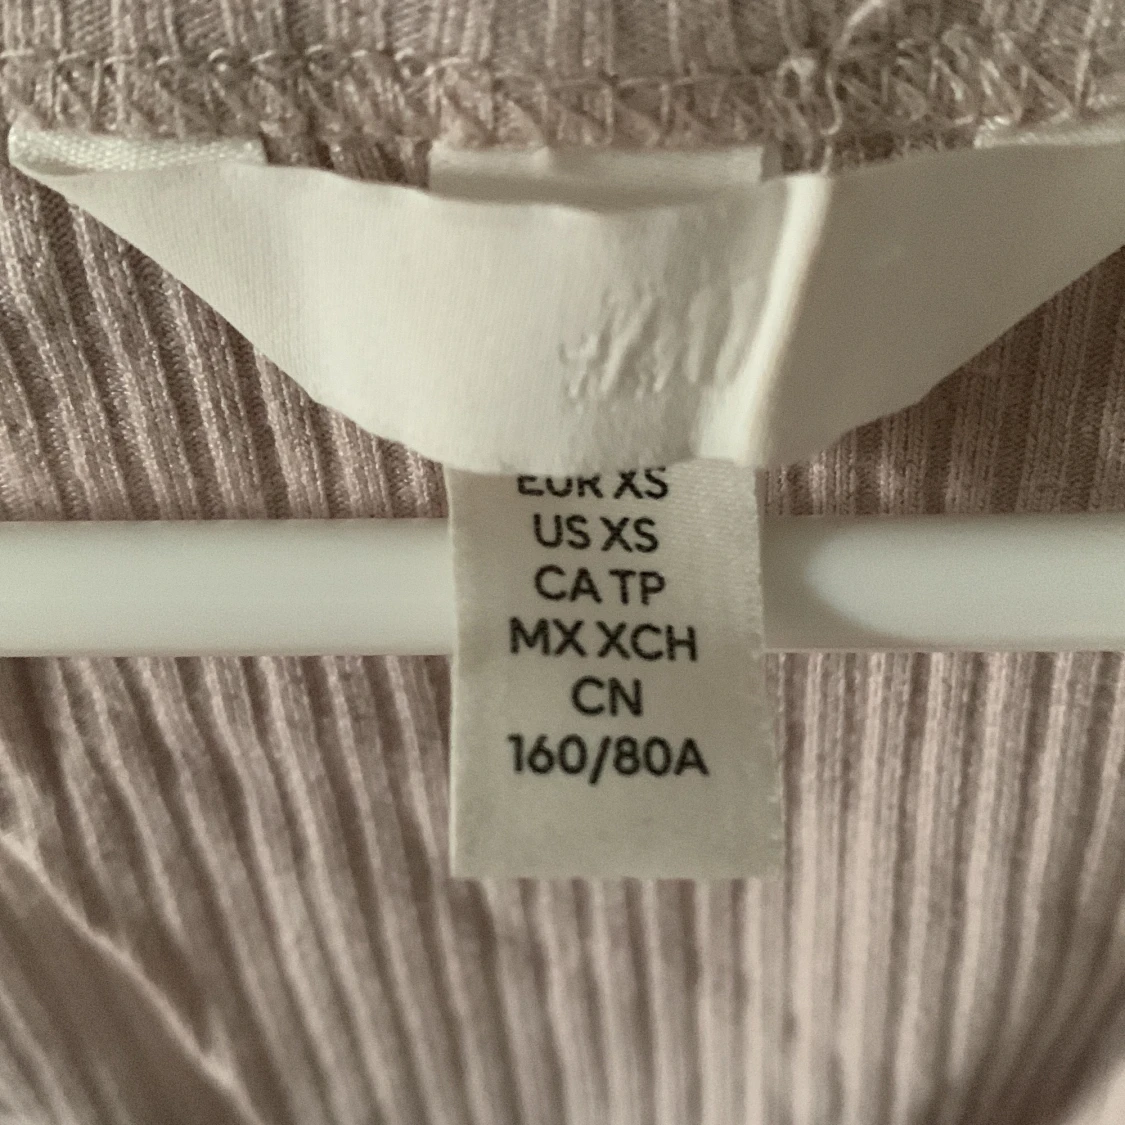 H&M
EUR XS
US XS
CA TP
MX XCH
CN
160/80A